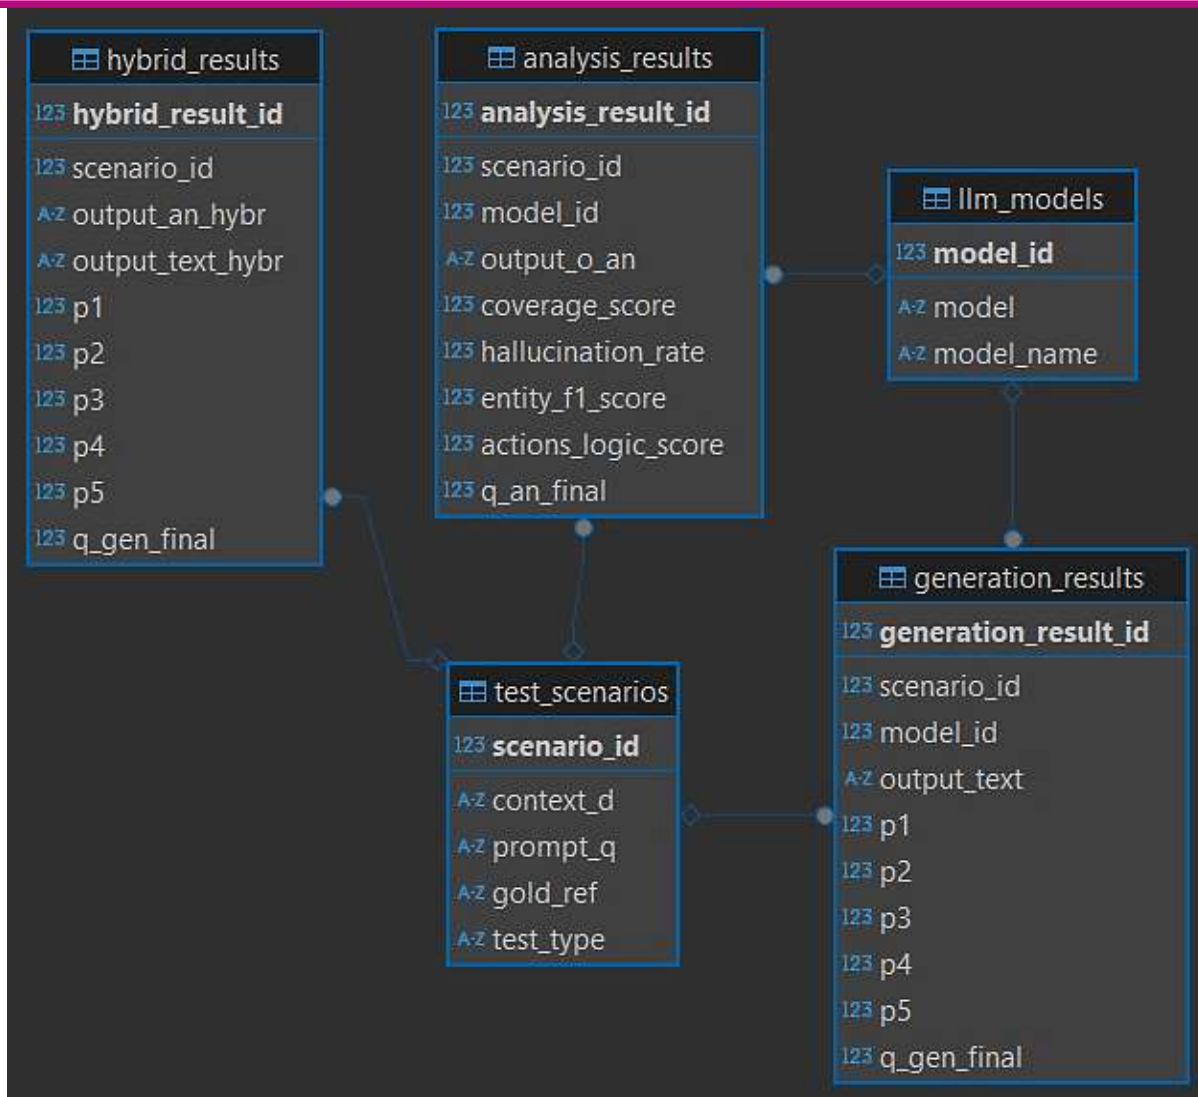 hybrid_results
123 hybrid_result_id
123 scenario_id
A-Z output_an_hybr
A-Z output_text_hybr
123 p1
123 p2
123 p3
123 p4
123 p5
123 q_gen_final
analysis_results
123 analysis_result_id
123 scenario_id
123 model_id
A-Z output_o_an
123 coverage_score
123 hallucination_rate
123 entity_f1_score
123 actions_logic_score
123 q_an_final
llm_models
123 model_id
A-Z model
A-Z model_name
test_scenarios
123 scenario_id
A-Z context_d
A-Z prompt_q
A-Z gold_ref
A-Z test_type
generation_results
123 generation_result_id
123 scenario_id
123 model_id
A-Z output_text
123 p1
123 p2
123 p3
123 p4
123 p5
123 q_gen_final